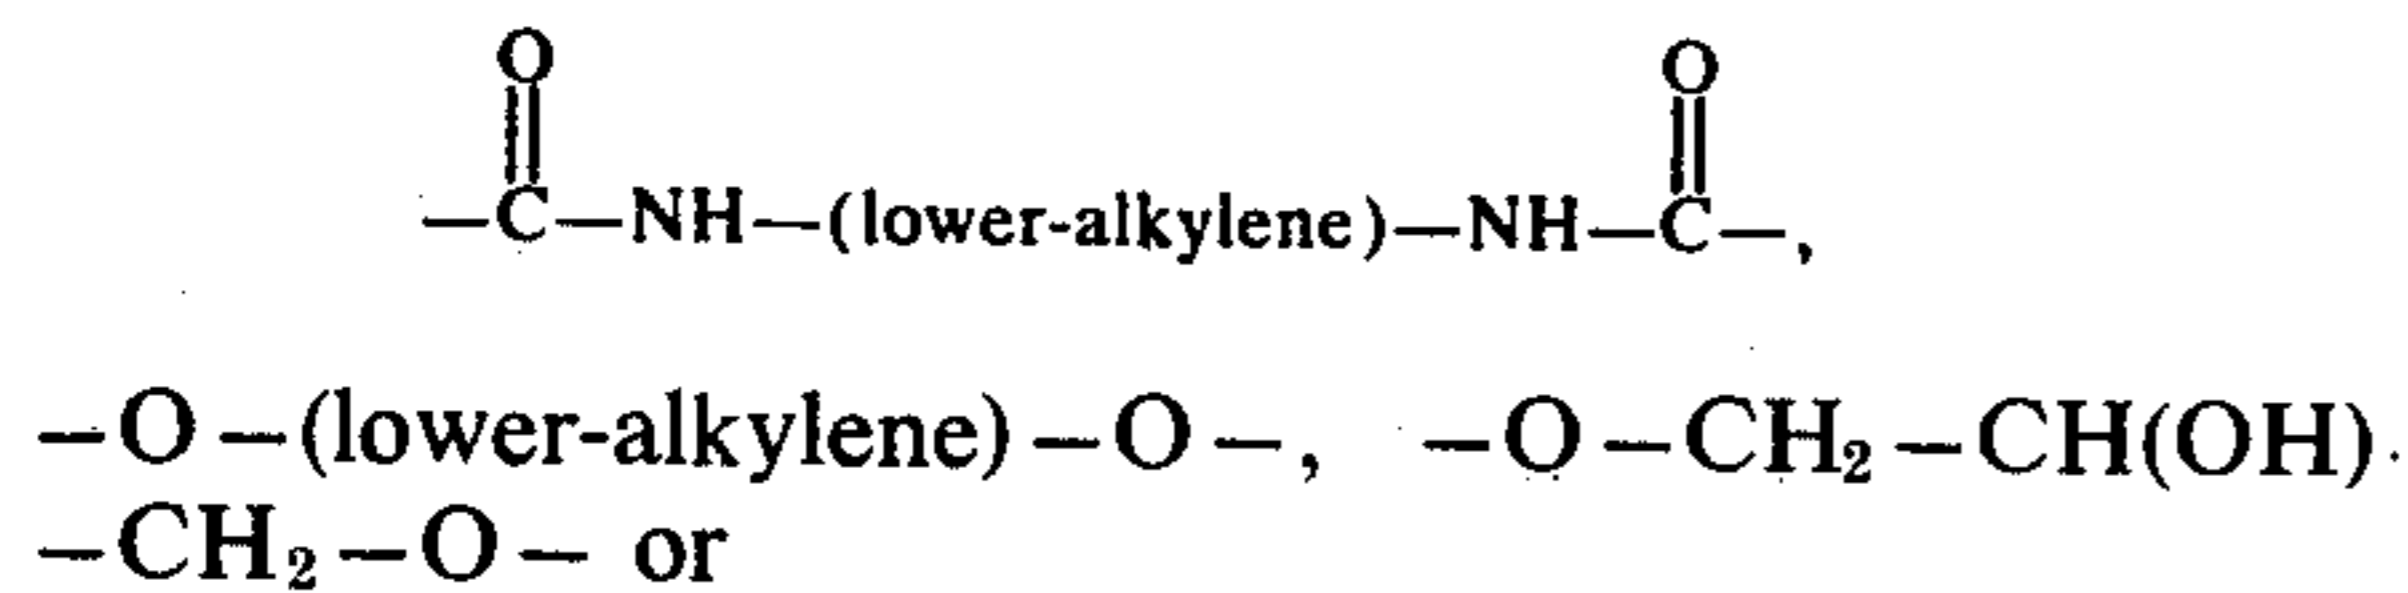 O O
—C—NH—(lower-alkylene)—NH—C—,
—O—(lower-alkylene)—O—, —O—CH₂—CH(OH)
—CH₂—O— or